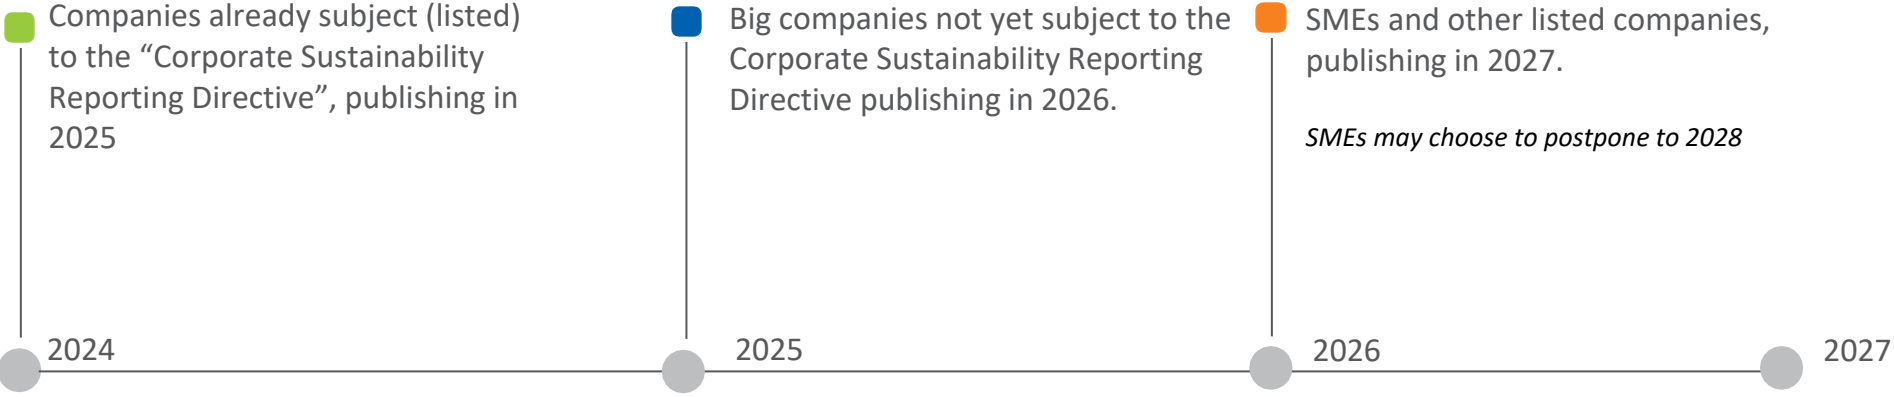 Companies already subject (listed)
to the “Corporate Sustainability
Reporting Directive”, publishing in
2025
Big companies not yet subject to the
Corporate Sustainability Reporting
Directive publishing in 2026.
SMEs and other listed companies,
publishing in 2027.
SMEs may choose to postpone to 2028
2024
2025
2026
2027